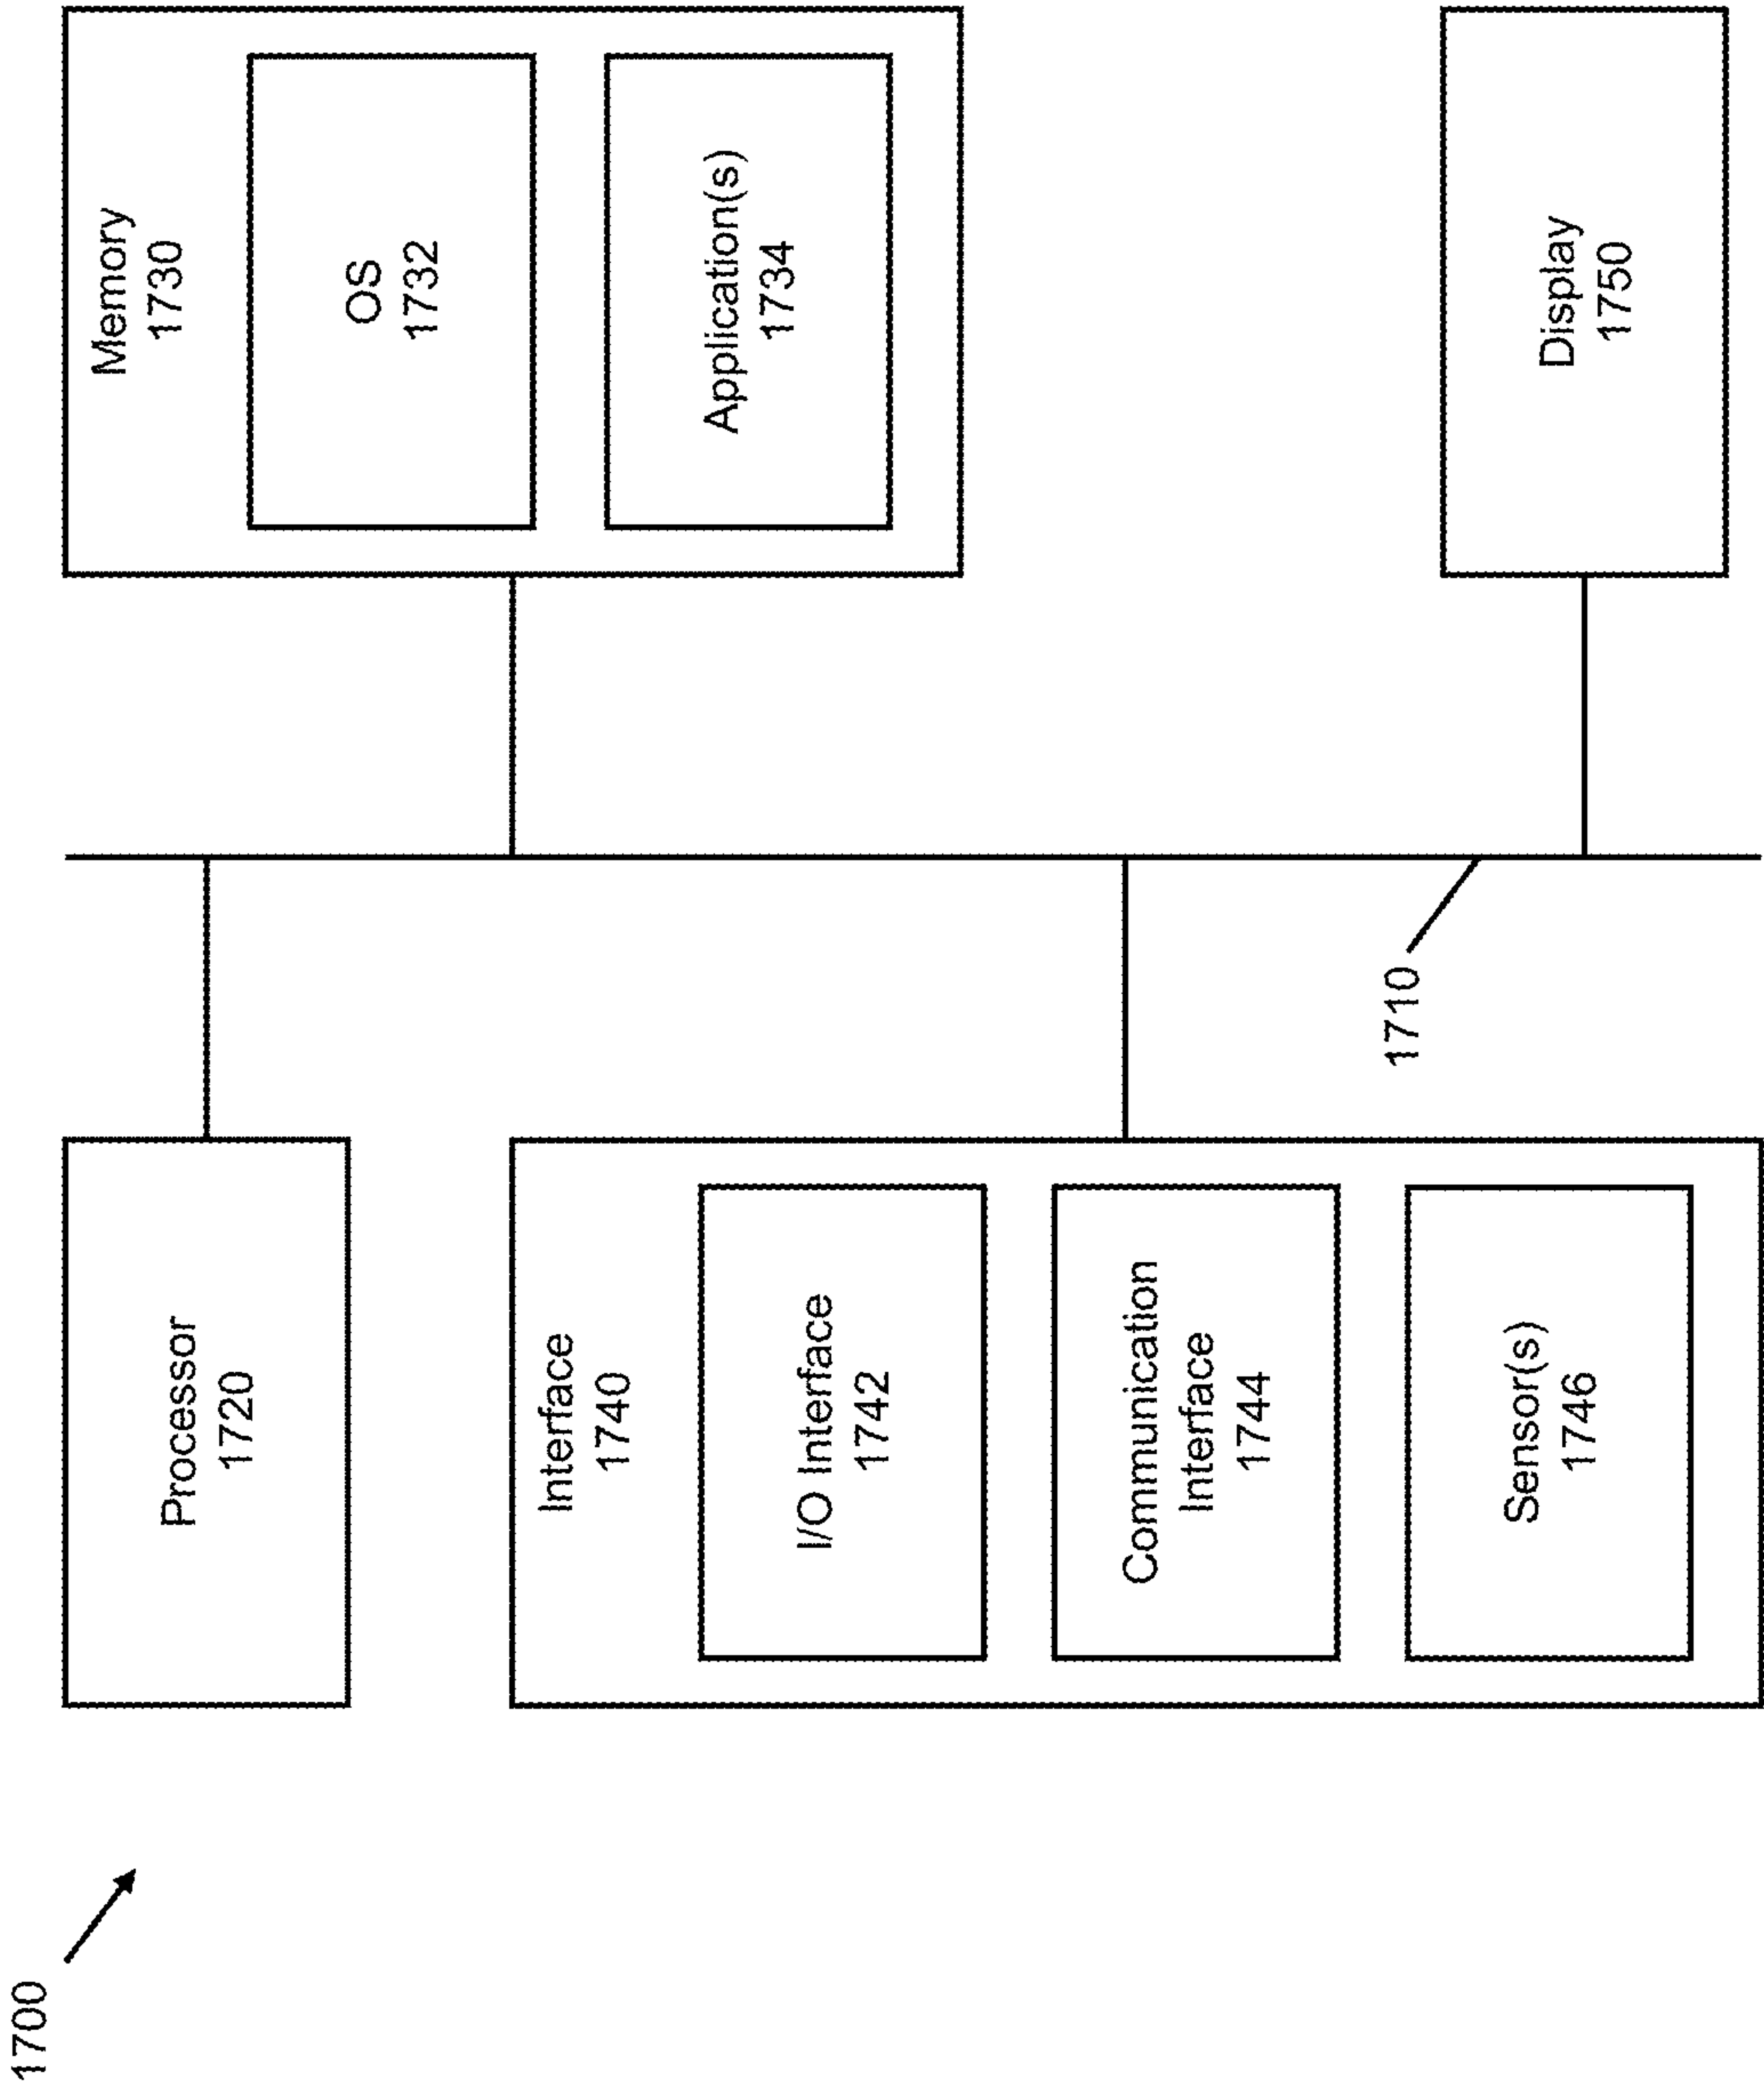 1700
Processor
1720
Interface
1740
I/O Interface
1742
Communication
Interface
1744
Sensor(s)
1746
1710
Memory
1730
OS
1732
Application(s)
1734
Display
1750